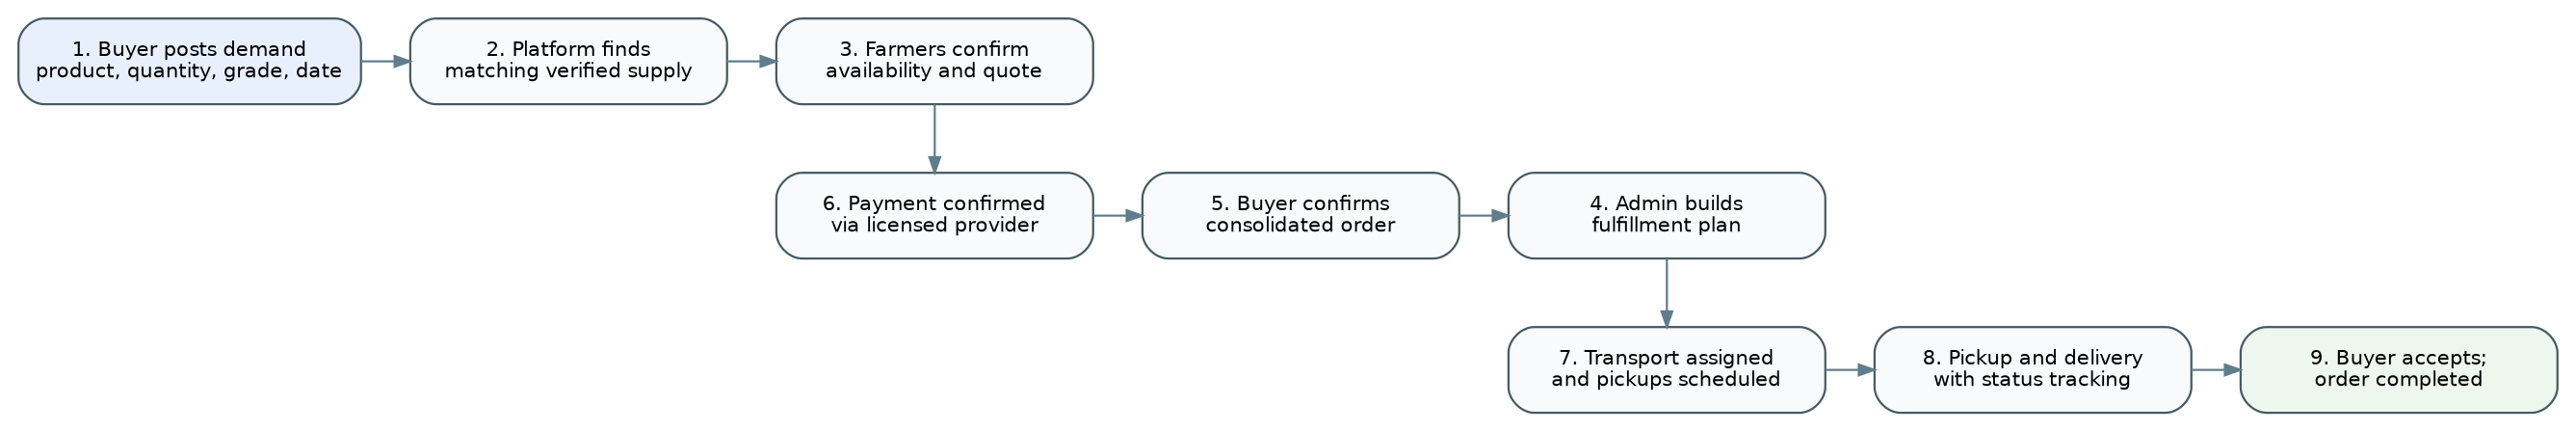 1. Buyer posts demand
product, quantity, grade, date
2. Platform finds
matching verified supply
3. Farmers confirm
availability and quote
6. Payment confirmed
via licensed provider
5. Buyer confirms
consolidated order
4. Admin builds
fulfillment plan
7. Transport assigned
and pickups scheduled
8. Pickup and delivery
with status tracking
9. Buyer accepts;
order completed